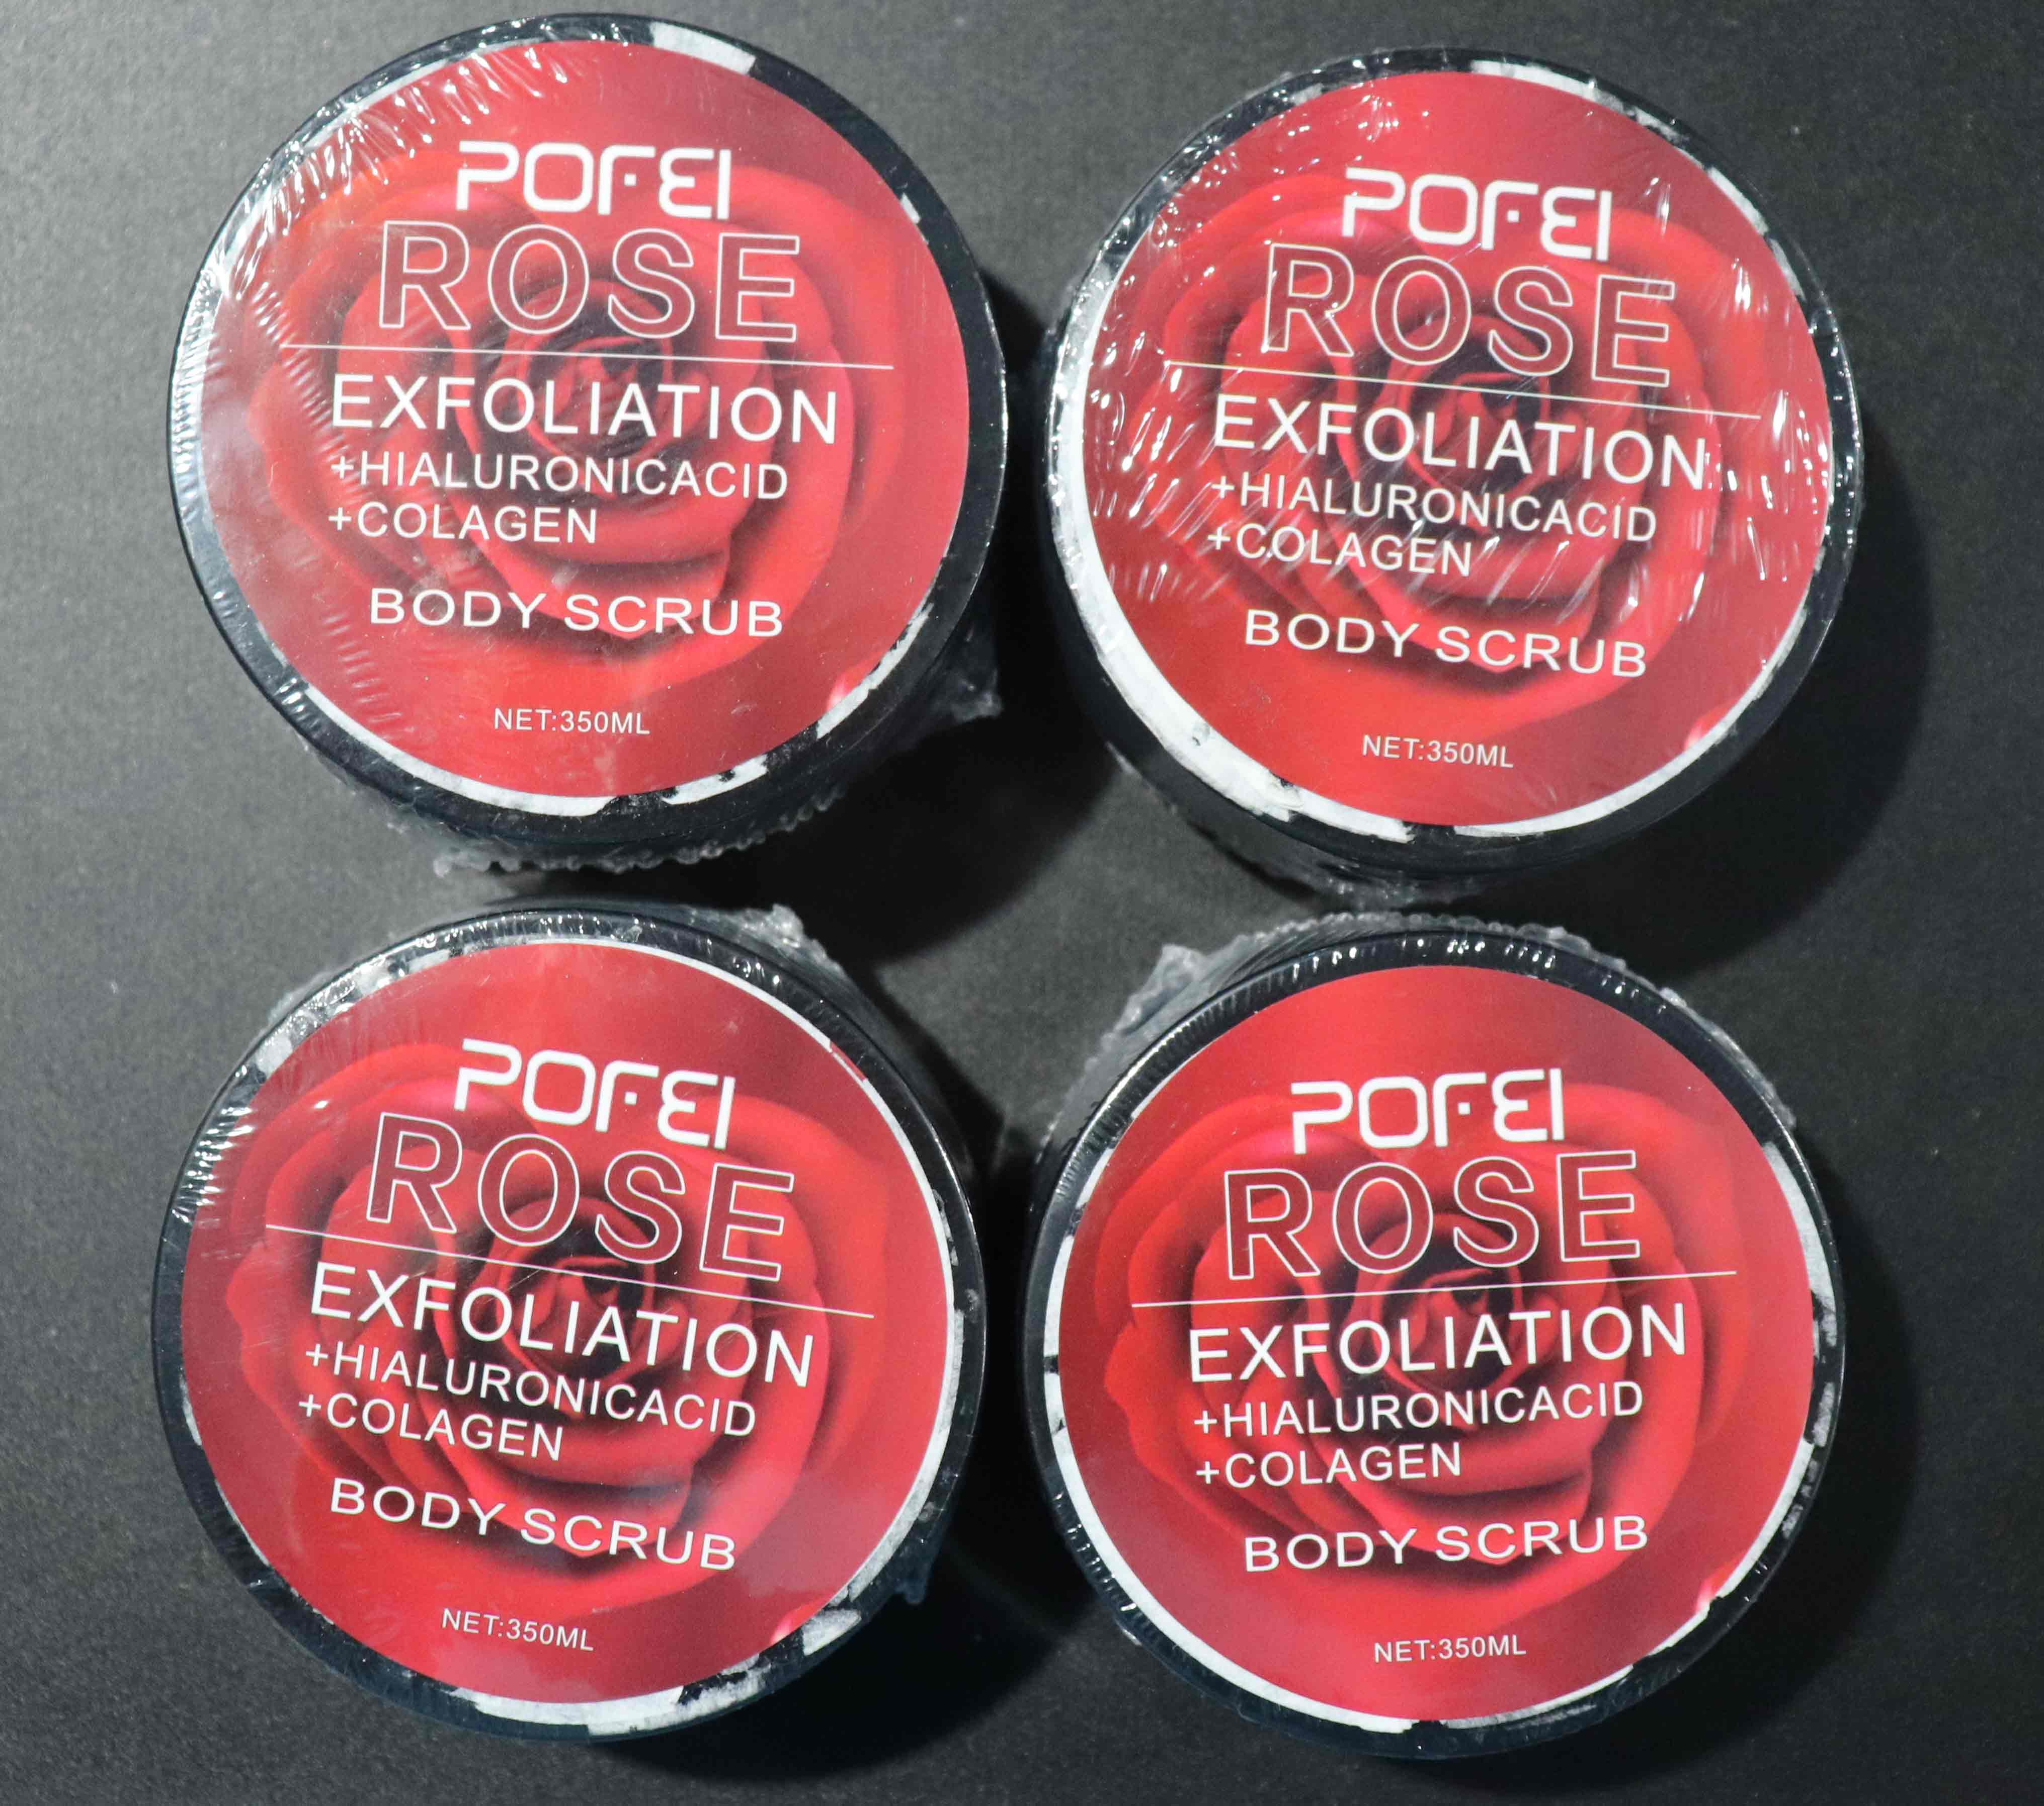 POFEI
ROSE
EXFOLIATION
+HIALURONICACID
+COLAGEN
BODY SCRUB
NET:350ML
POFEI
ROSE
EXFOLIATION
+HIALURONICACID
+COLAGEN
BODY SCRUB
NET:350ML
POFEI
ROSE
EXFOLIATION
+HIALURONICACID
+COLAGEN
BODY SCRUB
NET:350ML
POFEI
ROSE
EXFOLIATION
+HIALURONICACID
+COLAGEN
BODY SCRUB
NET:350ML